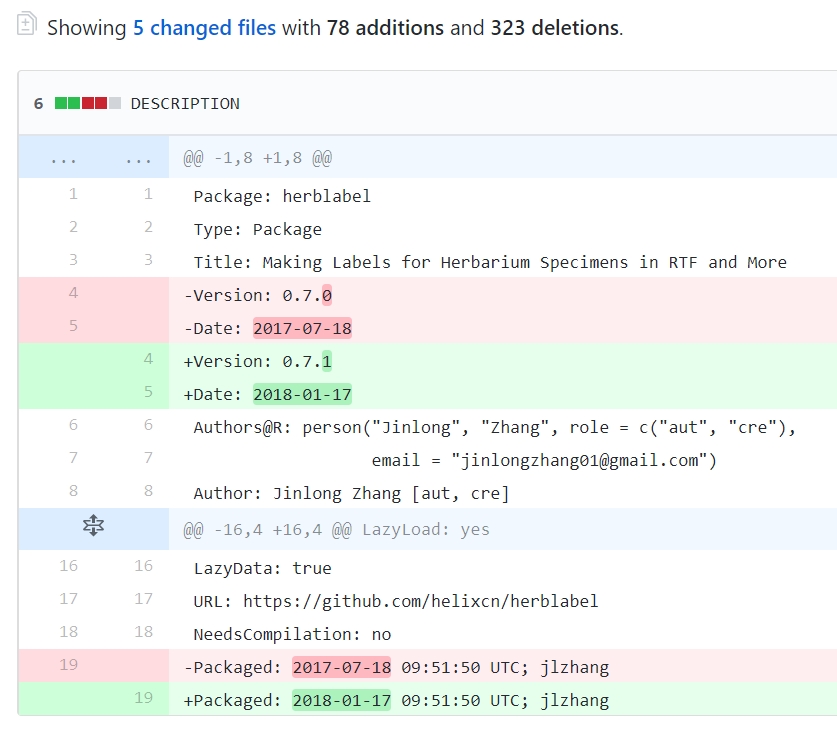 Showing 5 changed files with 78 additions and 323 deletions.
6 DESCRIPTION
... ... @@ -1,8 +1,8 @@
1 1 Package: herblabel
2 2 Type: Package
3 3 Title: Making Labels for Herbarium Specimens in RTF and More
4 -Version: 0.7.0
5 -Date: 2017-07-18
4 +Version: 0.7.1
5 +Date: 2018-01-17
6 6 Authors@R: person("Jinlong", "Zhang", role = c("aut", "cre"),
7 7 email = "jinlongzhang01@gmail.com")
8 8 Author: Jinlong Zhang [aut, cre]
@@ -16,4 +16,4 @@ LazyLoad: yes
16 16 LazyData: true
17 17 URL: https://github.com/helixcn/herblabel
18 18 NeedsCompilation: no
19 -Packaged: 2017-07-18 09:51:50 UTC; jlzhang
19 +Packaged: 2018-01-17 09:51:50 UTC; jlzhang